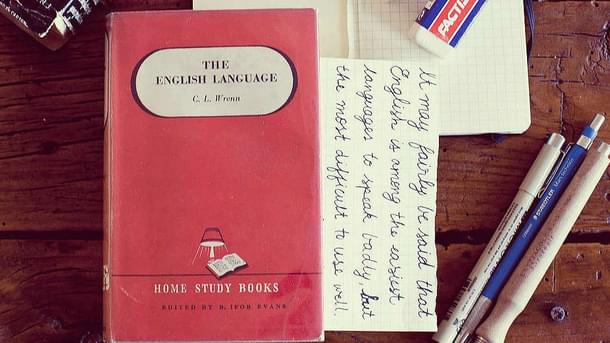 THE
ENGLISH LANGUAGE
C. L. Wrenn
HOME STUDY BOOKS
EDITED BY B. IFOR EVANS
It may fairly be said that
English is among the easiest
languages to speak badly, but
the most difficult to use well.
FACTIS
STAEDTLER